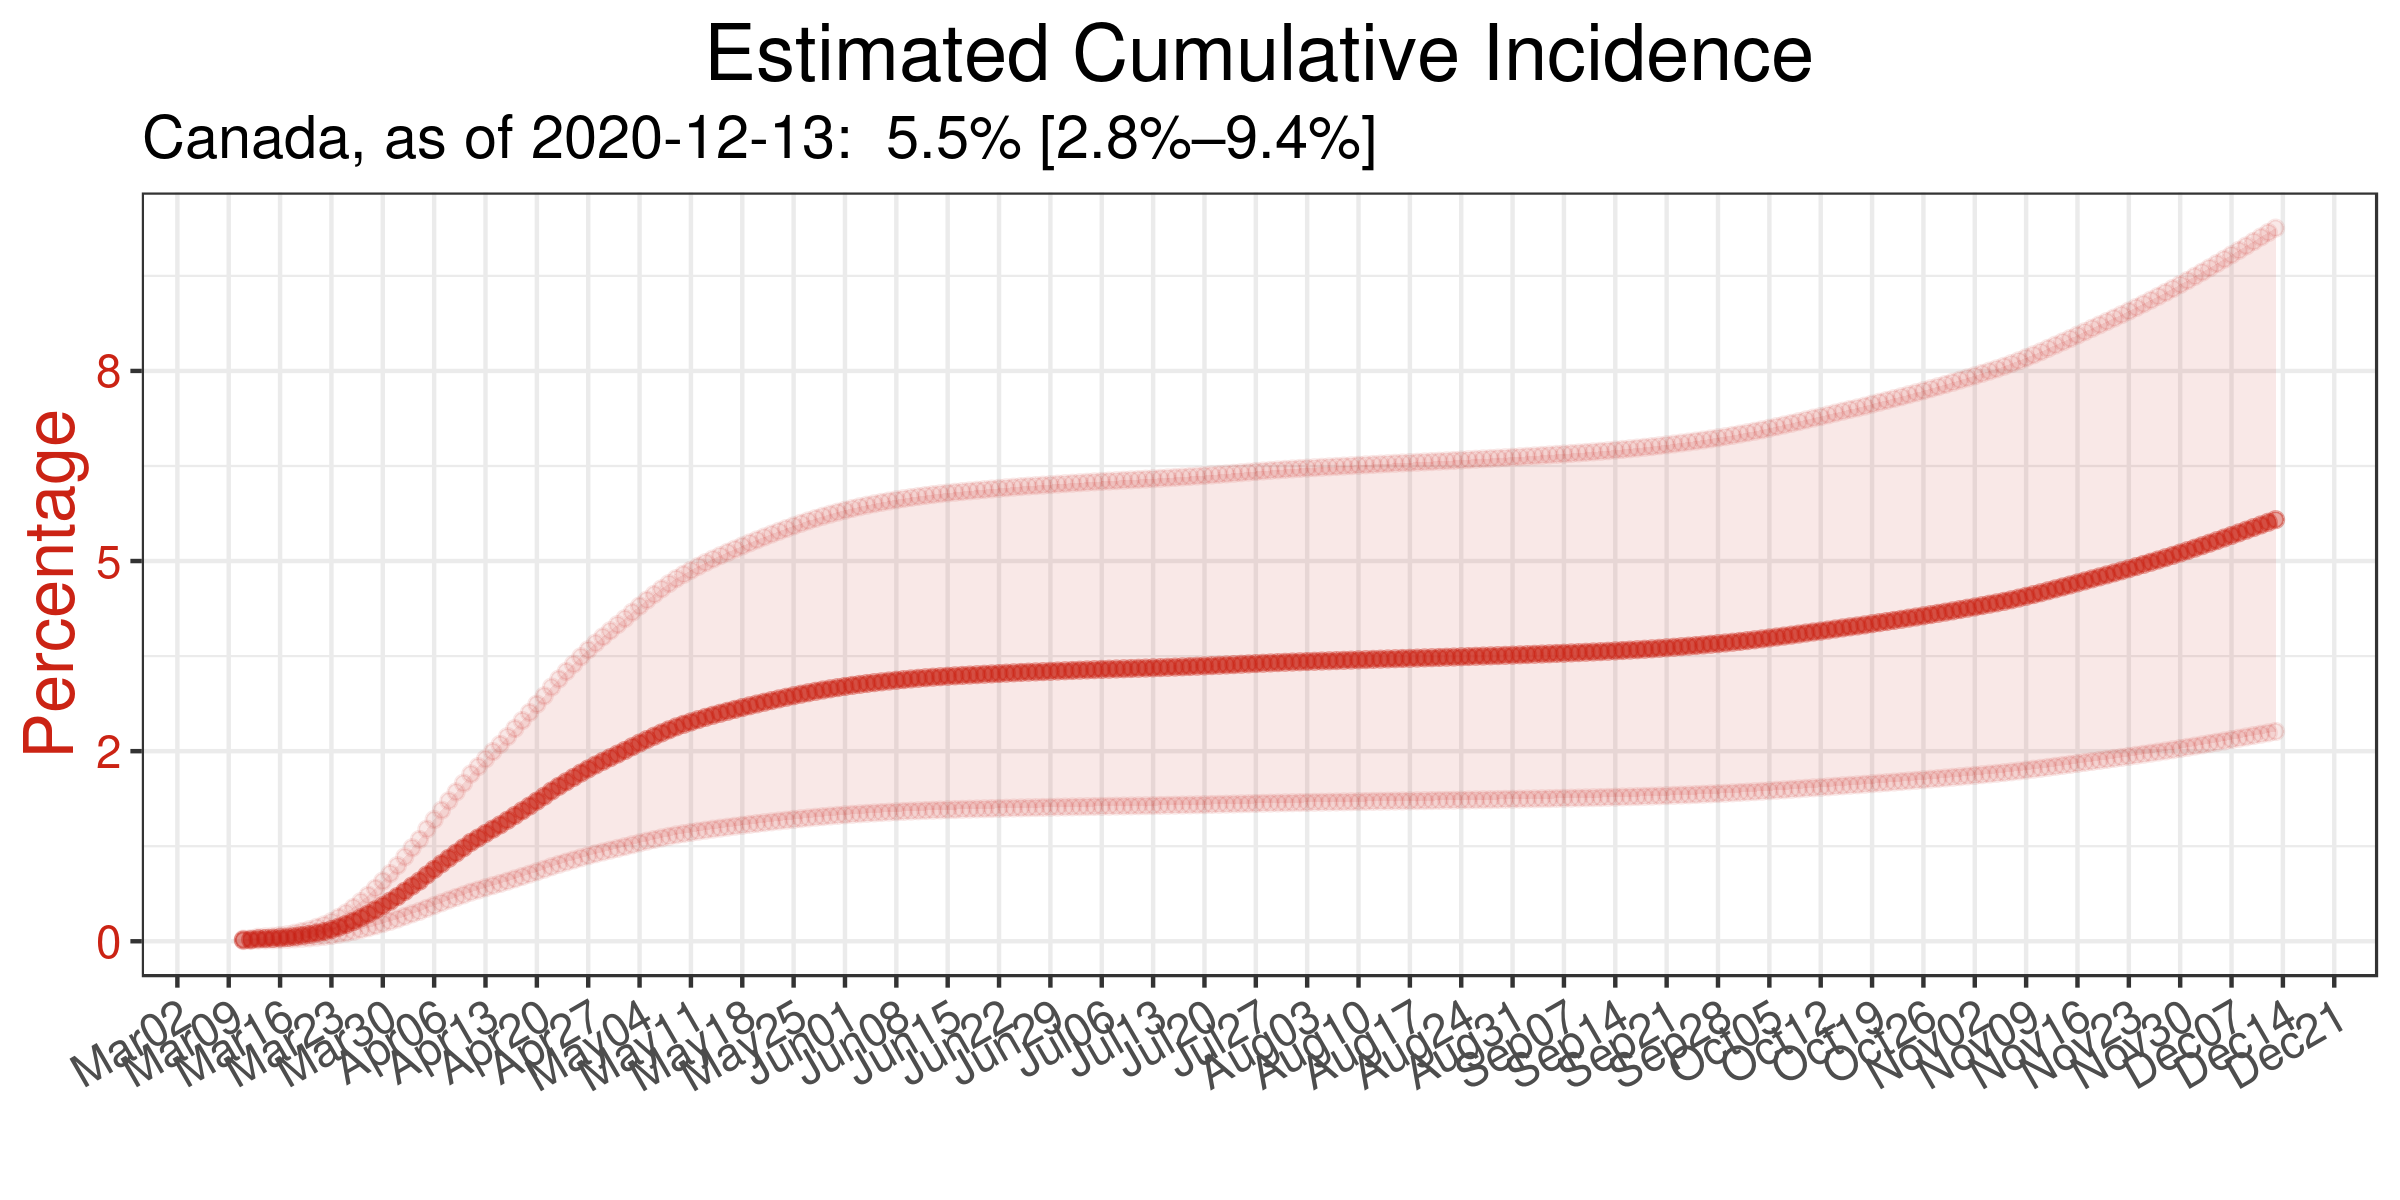 Estimated Cumulative Incidence
Canada, as of 2020-12-13:  5.5% [2.8%–9.4%]
Percentage
8
5
2
0
Mar02
Mar09
Mar16
Mar23
Mar30
Apr06
Apr13
Apr20
Apr27
May04
May11
May18
May25
Jun01
Jun08
Jun15
Jun22
Jun29
Jul06
Jul13
Jul20
Jul27
Aug03
Aug10
Aug17
Aug24
Aug31
Sep07
Sep14
Sep21
Sep28
Oct05
Oct12
Oct19
Oct26
Nov02
Nov09
Nov16
Nov23
Nov30
Dec07
Dec14
Dec21